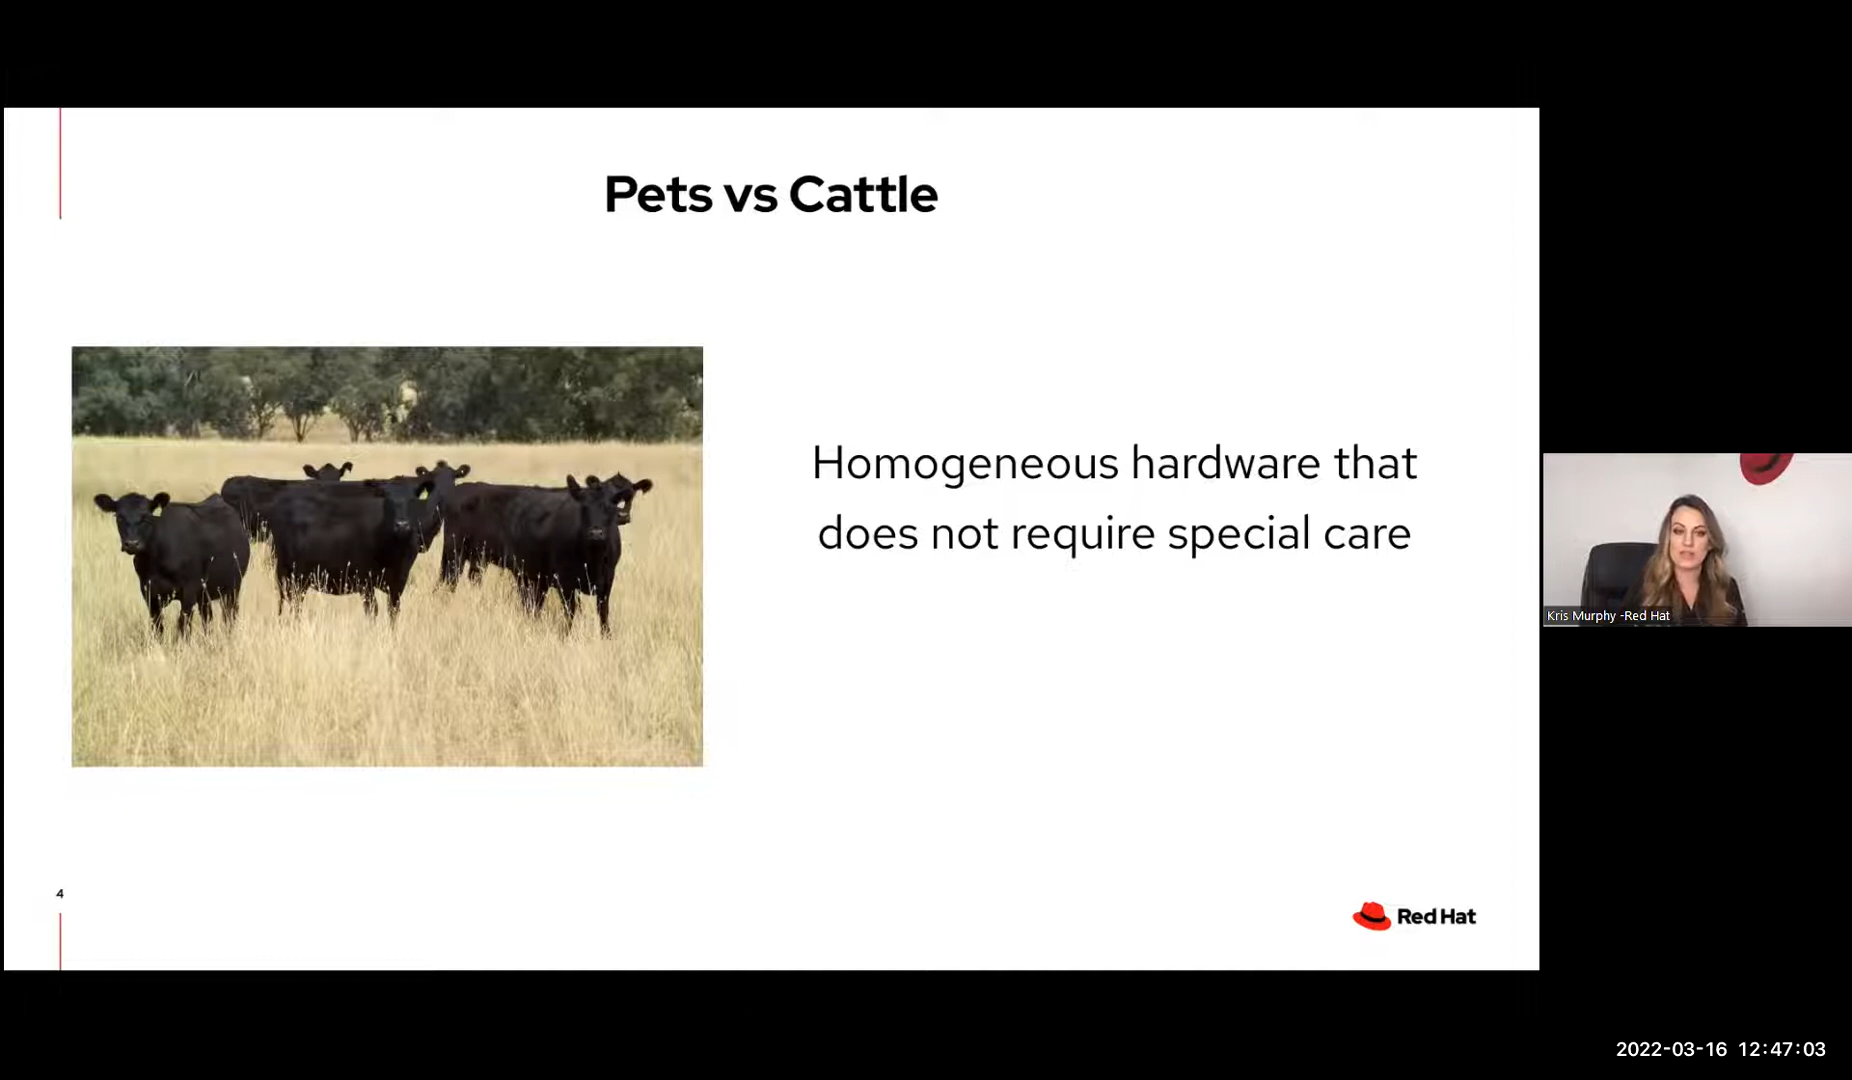 Pets vs Cattle
Homogeneous hardware that
does not require special care
Kris Murphy -Red Hat
4
Red Hat
2022-03-16 12:47:03